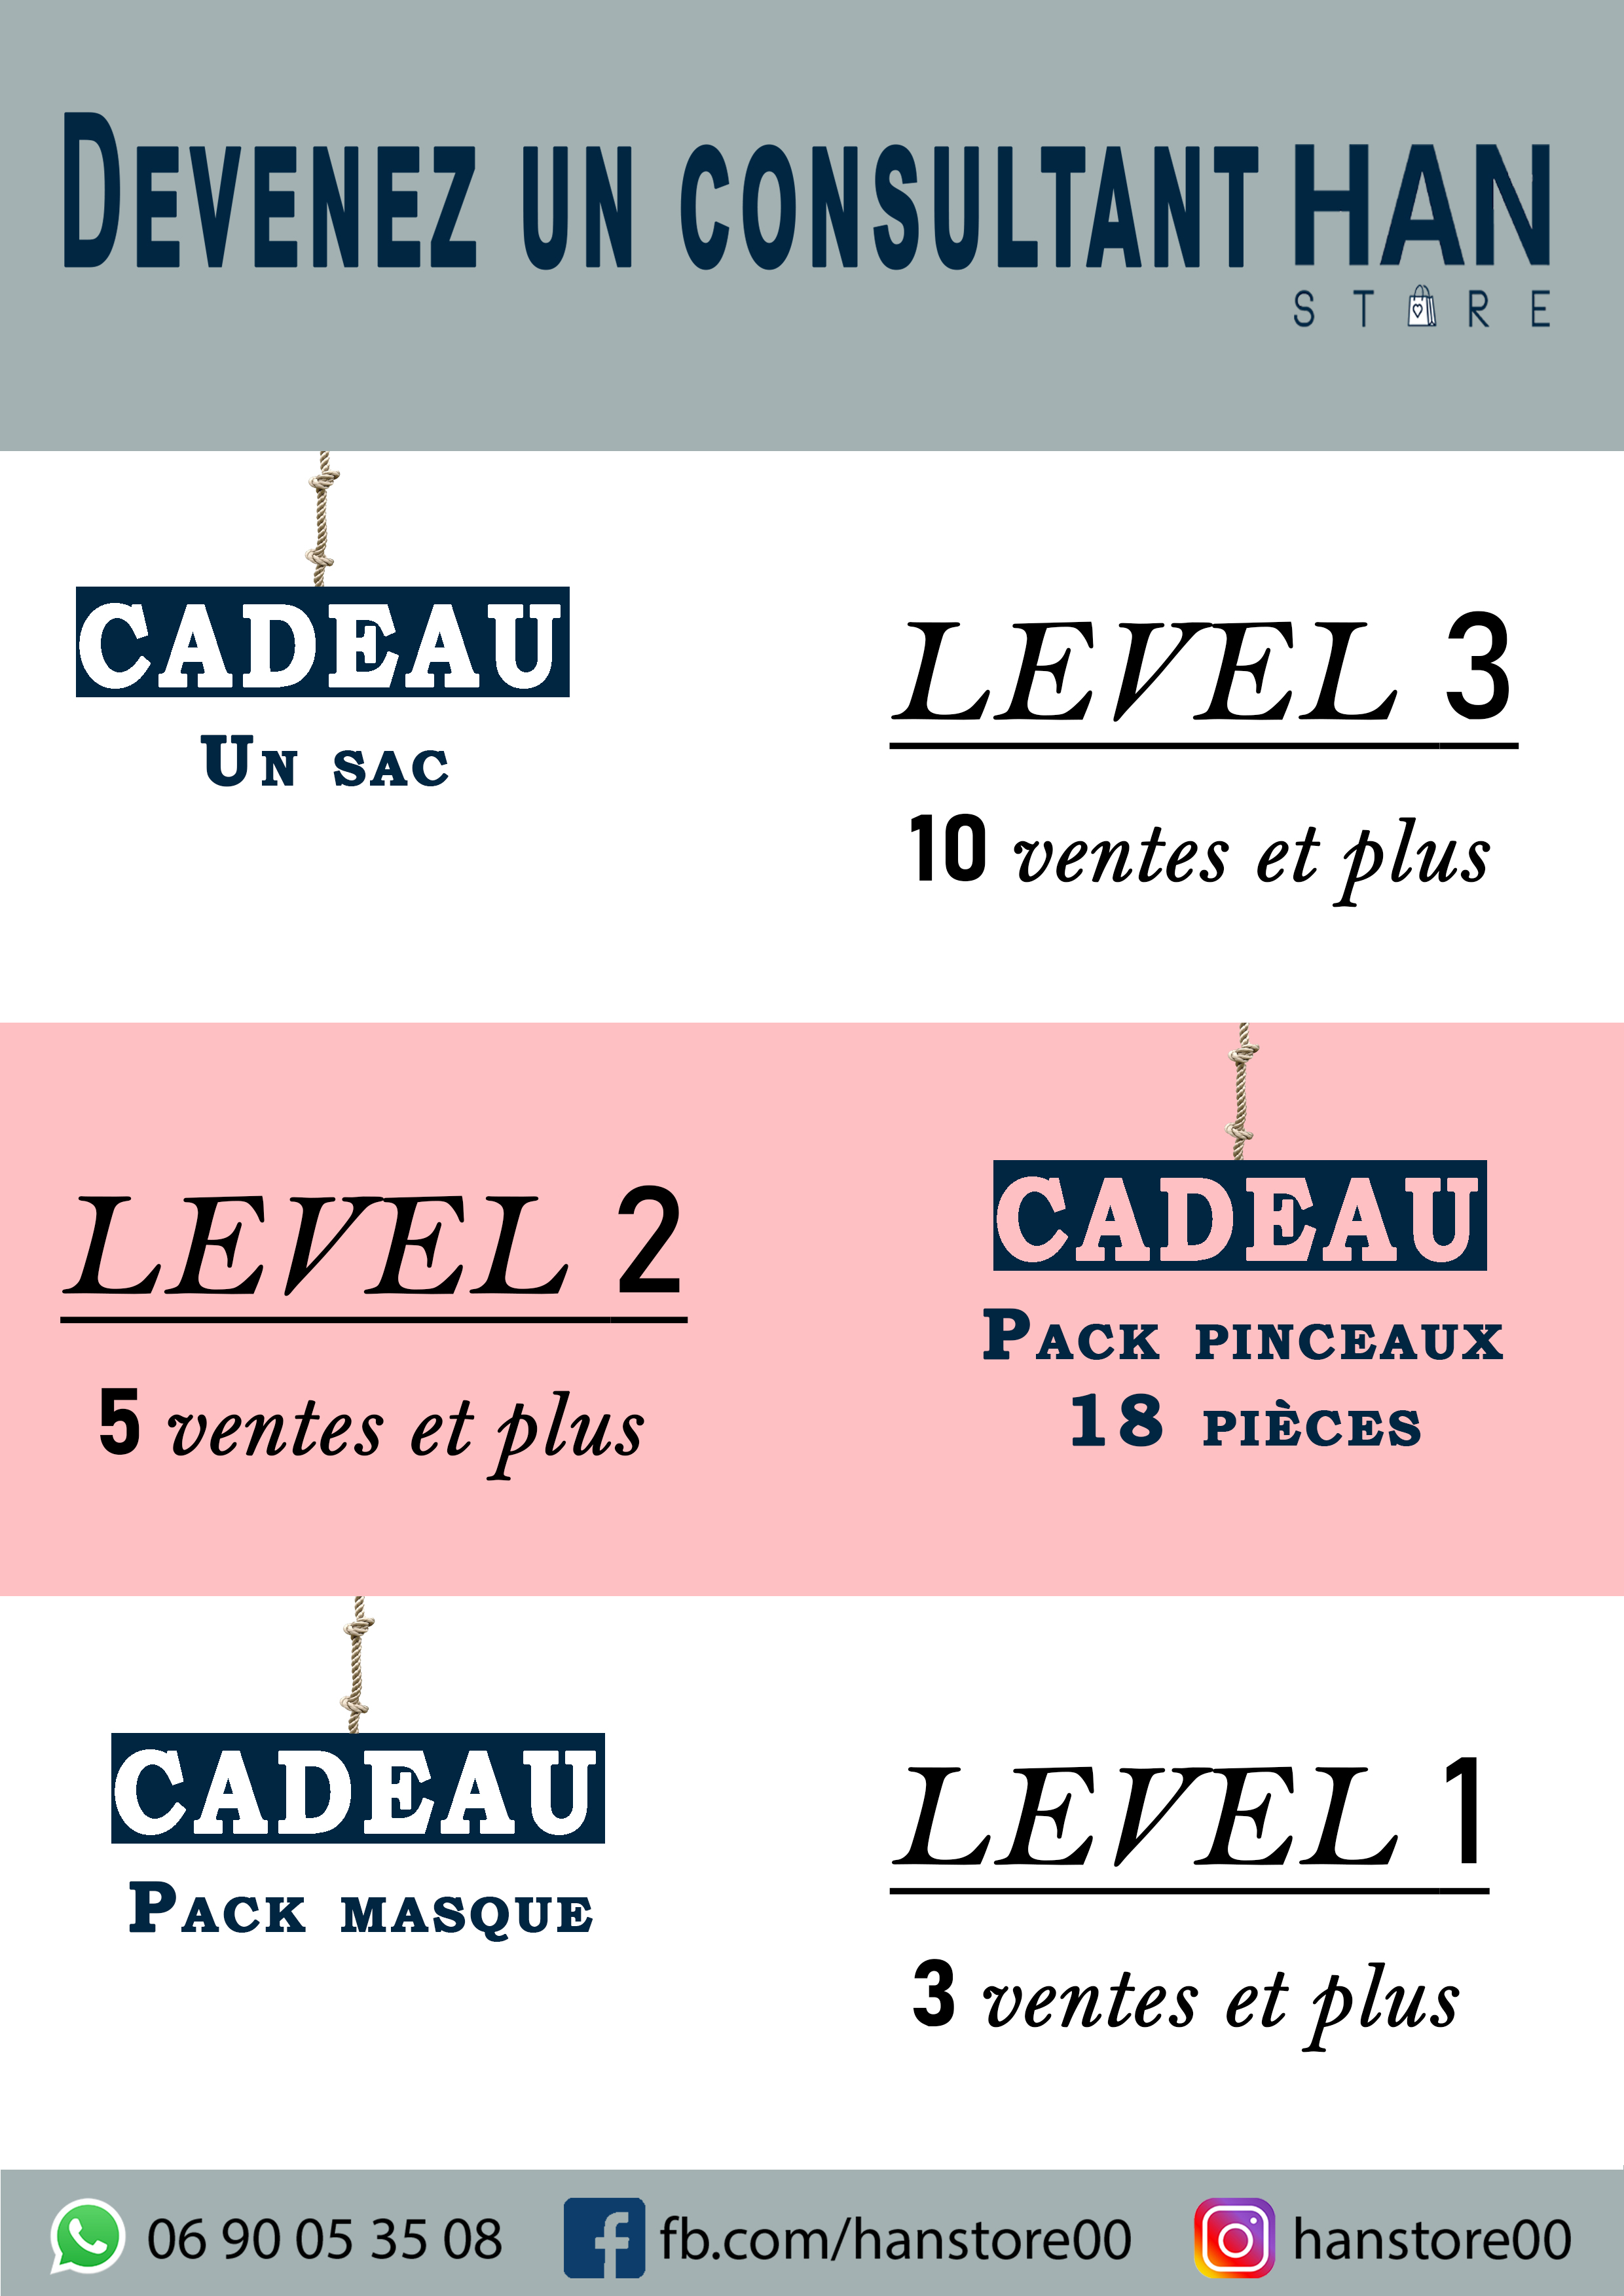 Devenez un consultant HAN
STORE
CADEAU
Un sac
LEVEL 3
10 ventes et plus
LEVEL 2
5 ventes et plus
CADEAU
Pack pinceaux
18 pièces
CADEAU
Pack masque
LEVEL 1
3 ventes et plus
06 90 05 35 08 fb.com/hanstore00 hanstore00